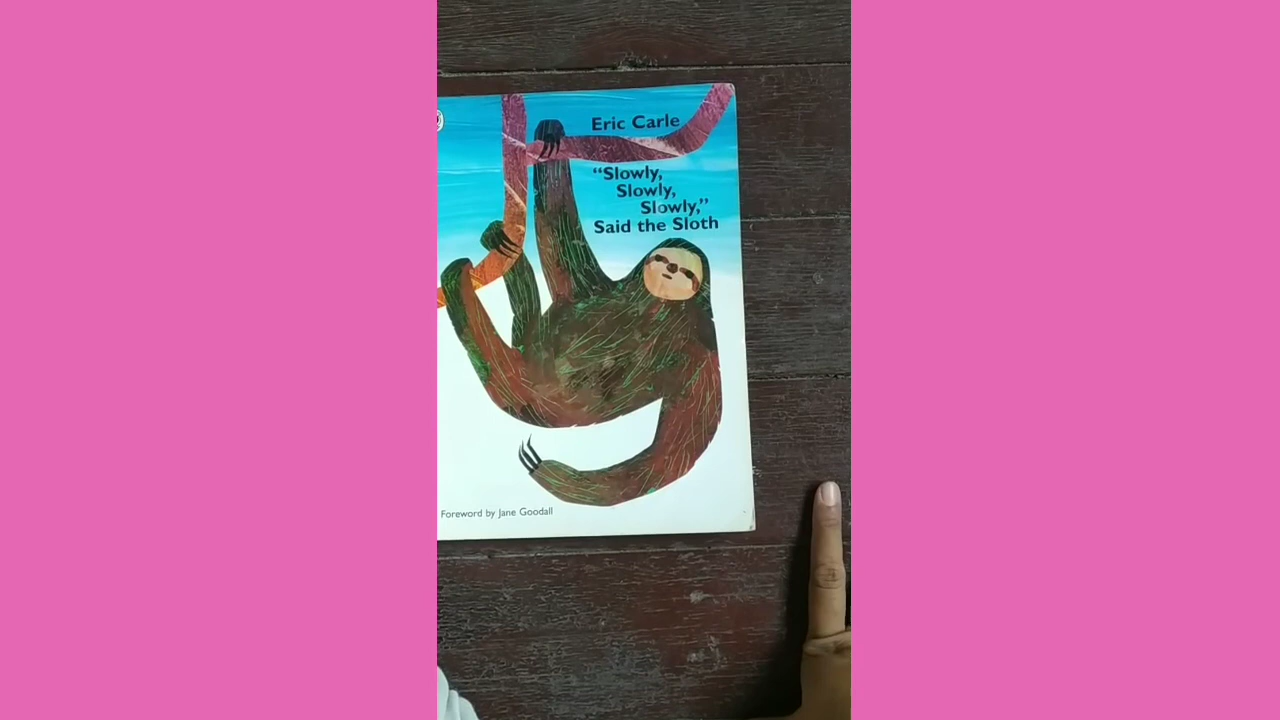 Eric Carle
“Slowly,
Slowly,
Slowly,”
Said the Sloth
Foreword by Jane Goodall